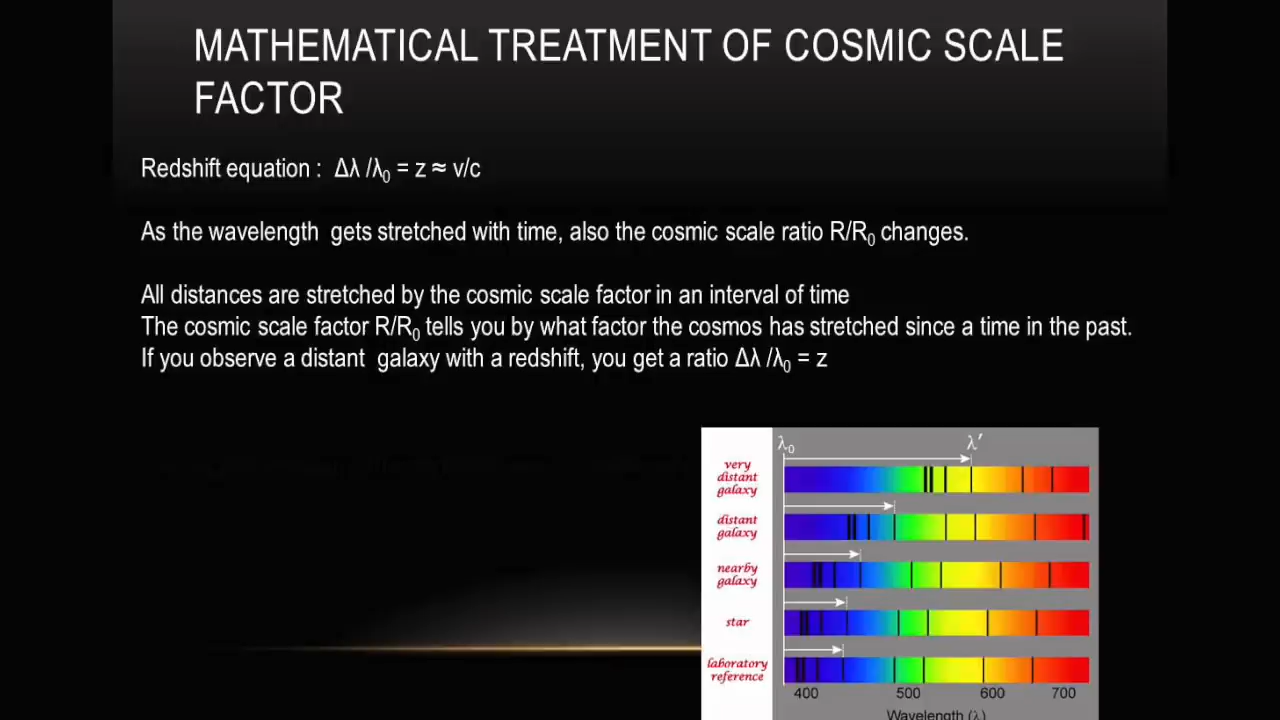 MATHEMATICAL TREATMENT OF COSMIC SCALE
FACTOR
Redshift equation : Δλ /λ₀ = z ≈ v/c
As the wavelength gets stretched with time, also the cosmic scale ratio R/R₀ changes.
All distances are stretched by the cosmic scale factor in an interval of time
The cosmic scale factor R/R₀ tells you by what factor the cosmos has stretched since a time in the past.
If you observe a distant galaxy with a redshift, you get a ratio Δλ /λ₀ = z
λ₀ λ′
very
distant
galaxy
distant
galaxy
nearby
galaxy
star
laboratory
reference
400 500 600 700
Wavelength (λ)